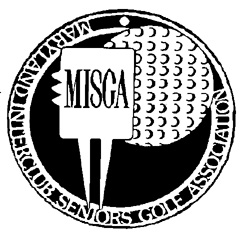 MISGA
MARYLAND INTERCLUB SENIORS GOLF ASSOCIATION